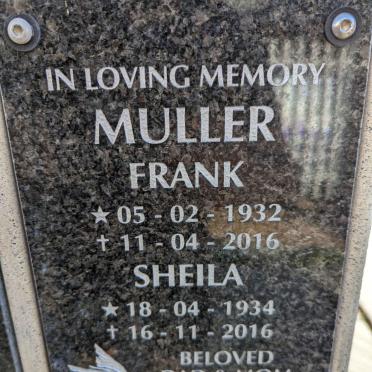 IN LOVING MEMORY
MULLER
FRANK
★ 05 - 02 - 1932
✝ 11 - 04 - 2016
SHEILA
★ 18 - 04 - 1934
✝ 16 - 11 - 2016
BELOVED